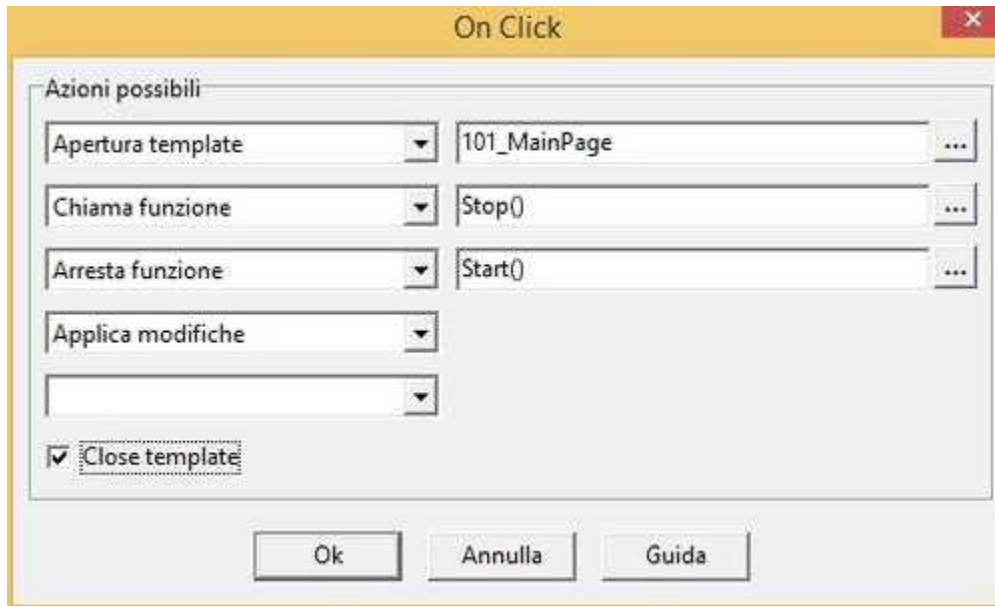 On Click
Azioni possibili
Apertura template 101_MainPage ...
Chiama funzione Stop() ...
Arresta funzione Start() ...
Applica modifiche
Close template
Ok Annulla Guida